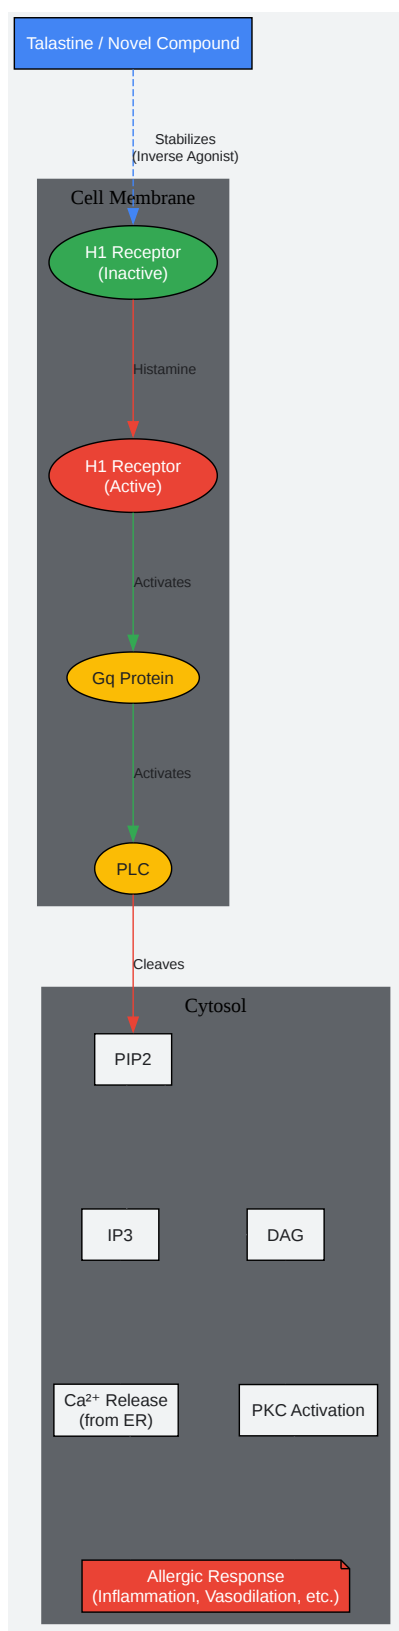 Talastine / Novel Compound
Stabilizes
(Inverse Agonist)
Cell Membrane
H1 Receptor
(Inactive)
Histamine
H1 Receptor
(Active)
Activates
Gq Protein
Activates
PLC
Cleaves
Cytosol
PIP2
IP3
DAG
Ca²⁺ Release
(from ER)
PKC Activation
Allergic Response
(Inflammation, Vasodilation, etc.)